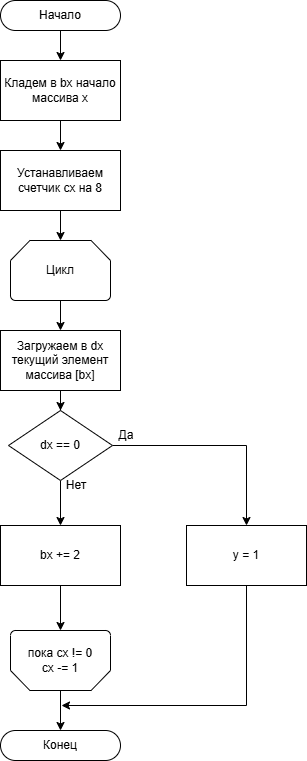 Начало
Кладем в bx начало
массива x
Устанавливаем
счетчик cx на 8
Цикл
Загружаем в dx
текущий элемент
массива [bx]
dx == 0
Да
Нет
bx += 2
y = 1
пока cx != 0
cx -= 1
Конец